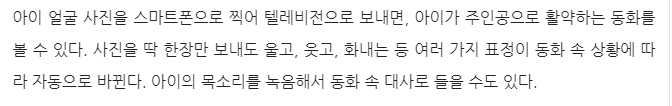 아이 얼굴 사진을 스마트폰으로 찍어 텔레비전으로 보내면, 아이가 주인공으로 활약하는 동화를
볼 수 있다. 사진을 딱 한장만 보내도 울고, 웃고, 화내는 등 여러 가지 표정이 동화 속 상황에 따
라 자동으로 바뀐다. 아이의 목소리를 녹음해서 동화 속 대사로 들을 수도 있다.